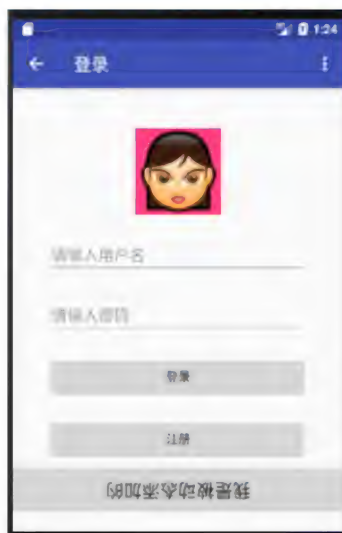 1:24
登录
请输入用户名
请输入密码
登录
注册
我是被动态添加的